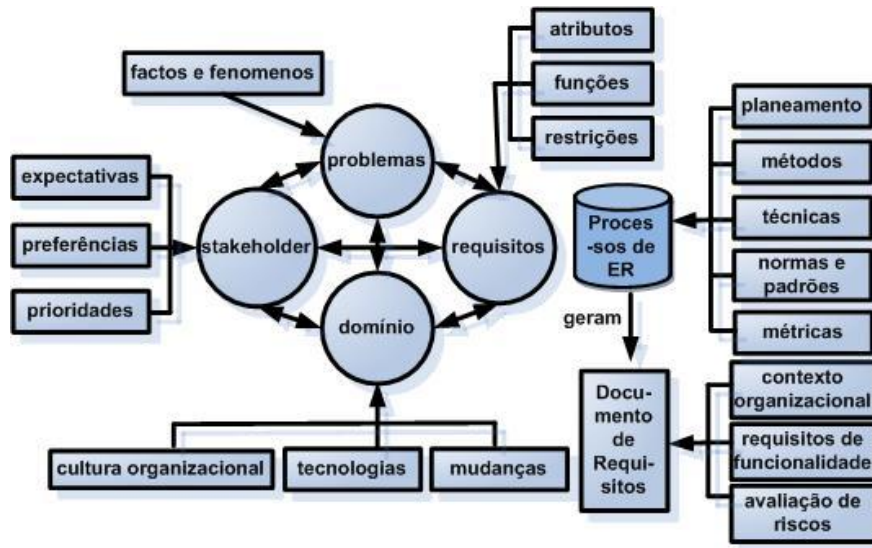 factos e fenomenos
atributos
funções
restrições
problemas
expectativas
preferências
prioridades
stakeholder
requisitos
domínio
cultura organizacional
tecnologias
mudanças
Proces
-sos de
ER
planeamento
métodos
técnicas
normas e
padrões
métricas
geram
Docu-
mento
de
Requi-
sitos
contexto
organizacional
requisitos de
funcionalidade
avaliação de
riscos